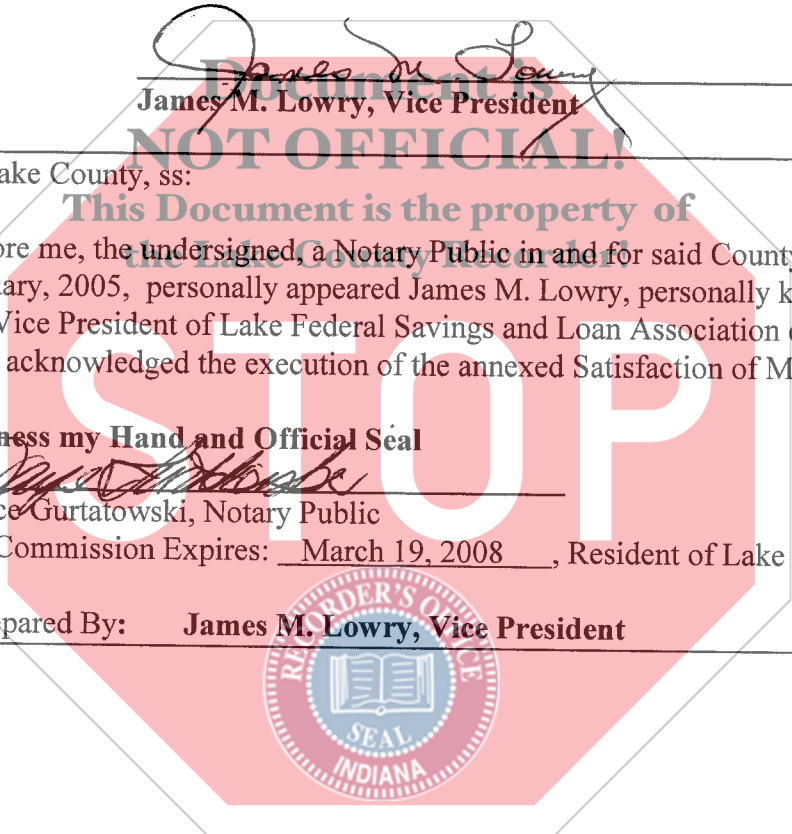 James M. Lowry
James M. Lowry, Vice President
Document is
NOT OFFICIAL!
ake County, ss:
This Document is the property of
the Lake County Recorder!
ore me, the undersigned, a Notary Public in and for said County
ary, 2005, personally appeared James M. Lowry, personally k
Vice President of Lake Federal Savings and Loan Association
acknowledged the execution of the annexed Satisfaction of M
STOP
ness my Hand and Official Seal
ce Gurtatowski, Notary Public
Commission Expires: March 19, 2008, Resident of Lake
pared By: James M. Lowry, Vice President
RECORDER'S OFFICE
SEAL
INDIANA